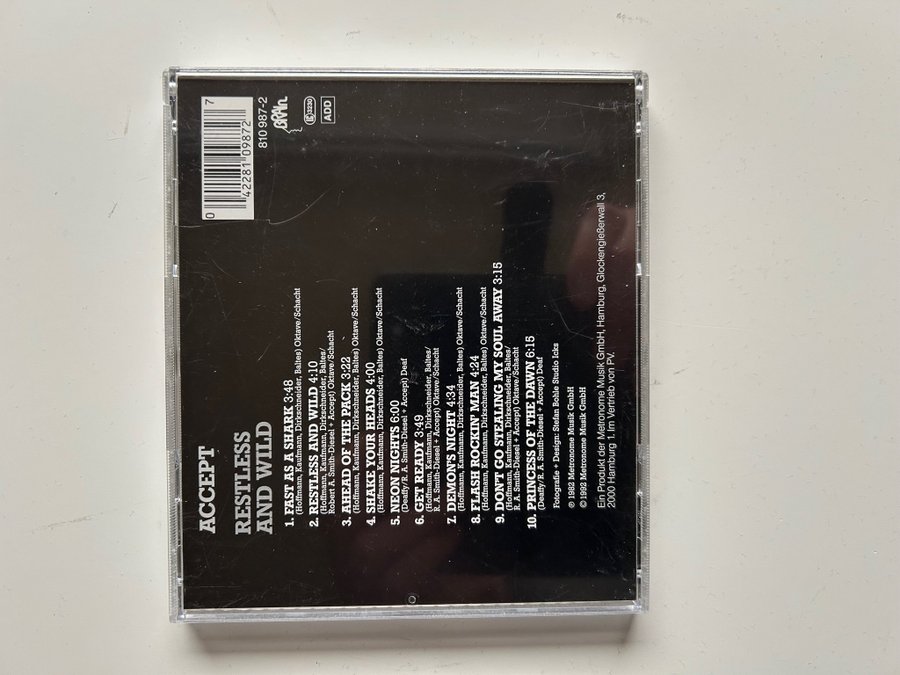 ACCEPT
RESTLESS
AND WILD
1. FAST AS A SHARK 3:48
(Hoffmann, Kaufmann, Dirkschneider, Baltes) Oktave/Schacht
2. RESTLESS AND WILD 4:10
(Hoffmann, Kaufmann, Dirkschneider, Baltes/
Robert A. Smith-Diesel + Accept) Oktave/Schacht
3. AHEAD OF THE PACK 3:22
(Hoffmann, Kaufmann, Dirkschneider, Baltes) Oktave/Schacht
4. SHAKE YOUR HEADS 4:00
(Hoffmann, Kaufmann, Dirkschneider, Baltes) Oktave/Schacht
5. NEON NIGHTS 6:00
(Deaffy/R. A. Smith-Diesel + Accept) Deaf
6. GET READY 3:49
(Hoffmann, Kaufmann, Dirkschneider, Baltes/
R. A. Smith-Diesel + Accept) Oktave/Schacht
7. DEMON'S NIGHT 4:34
(Hoffmann, Kaufmann, Dirkschneider, Baltes) Oktave/Schacht
8. FLASH ROCKIN' MAN 4:24
(Hoffmann, Kaufmann, Dirkschneider, Baltes) Oktave/Schacht
9. DON'T GO STEALING MY SOUL AWAY 3:15
(Hoffmann, Kaufmann, Dirkschneider, Baltes/
R. A. Smith-Diesel + Accept) Oktave/Schacht
10. PRINCESS OF THE DAWN 6:15
(Deaffy/R. A. Smith-Diesel + Accept) Deaf
Fotografie + Design: Stefan Bohle Studio Icks
℗ 1982 Metronome Musik GmbH
© 1992 Metronome Musik GmbH
Ein Produkt der Metronome Musik GmbH, Hamburg, Glockengießerwall 3,
2000 Hamburg 1. Im Vertrieb von PV.
0 42281 09872 7
810 987-2
BRAIn
LC 3230
ADD